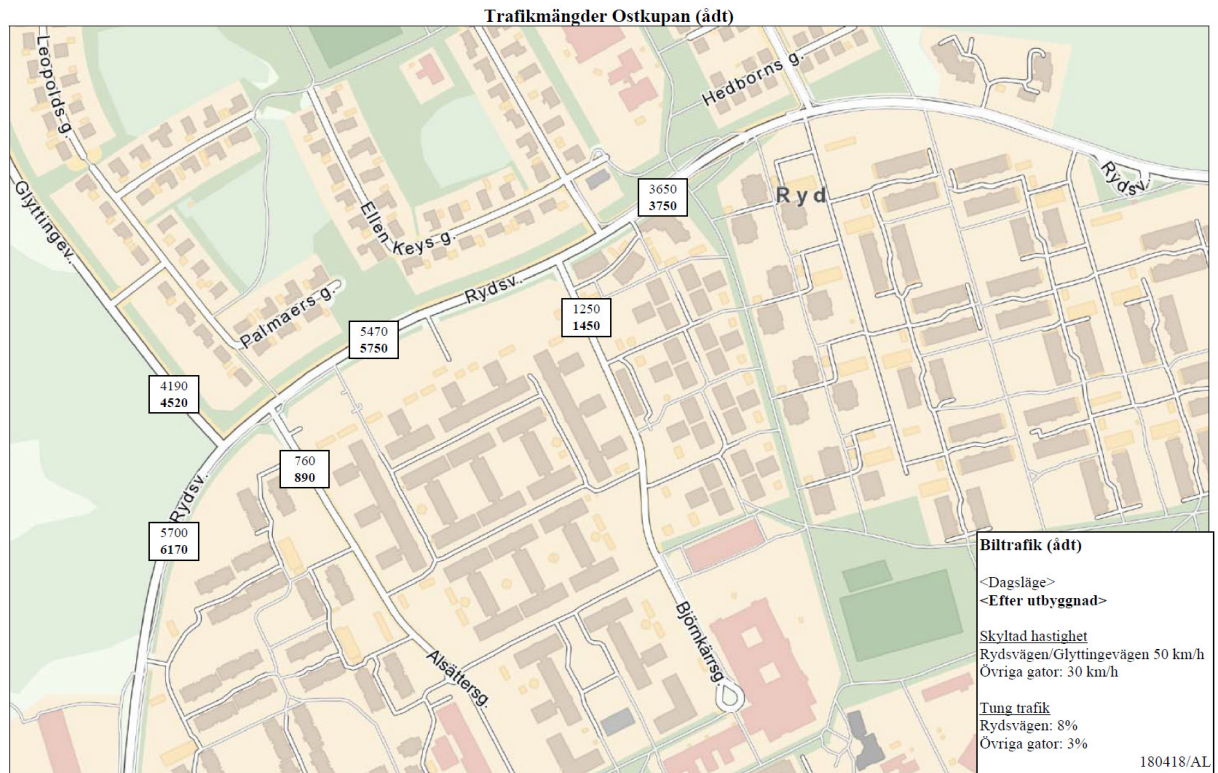 Trafikmängder Ostkupan (ådt)
Leopolds g.
Hedborns g.
Glyttingev.
Ellen Keys g.
Ryd
Rydsv.
3650
3750
Rydsv.
Palmaers g.
1250
1450
5470
5750
4190
4520
760
890
Rydsv.
5700
6170
Björnkärrsg.
Alsättersg.
Biltrafik (ådt)
<Dagsläge>
<Efter utbyggnad>
Skyltad hastighet
Rydsvägen/Glyttingevägen 50 km/h
Övriga gator: 30 km/h
Tung trafik
Rydsvägen: 8%
Övriga gator: 3%
180418/AL